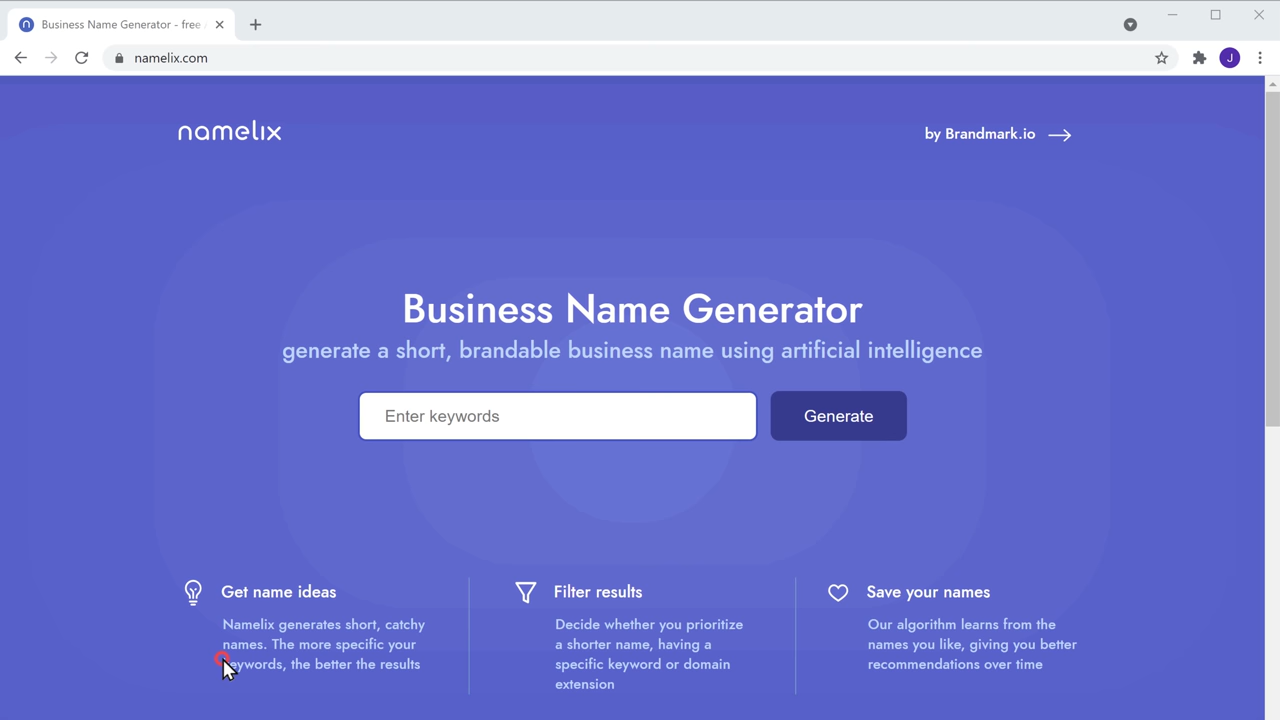 Business Name Generator - free
namelix.com
J
namelix
by Brandmark.io
Business Name Generator
generate a short, brandable business name using artificial intelligence
Enter keywords
Generate
Get name ideas
Namelix generates short, catchy
names. The more specific your
keywords, the better the results
Filter results
Decide whether you prioritize
a shorter name, having a
specific keyword or domain
extension
Save your names
Our algorithm learns from the
names you like, giving you better
recommendations over time